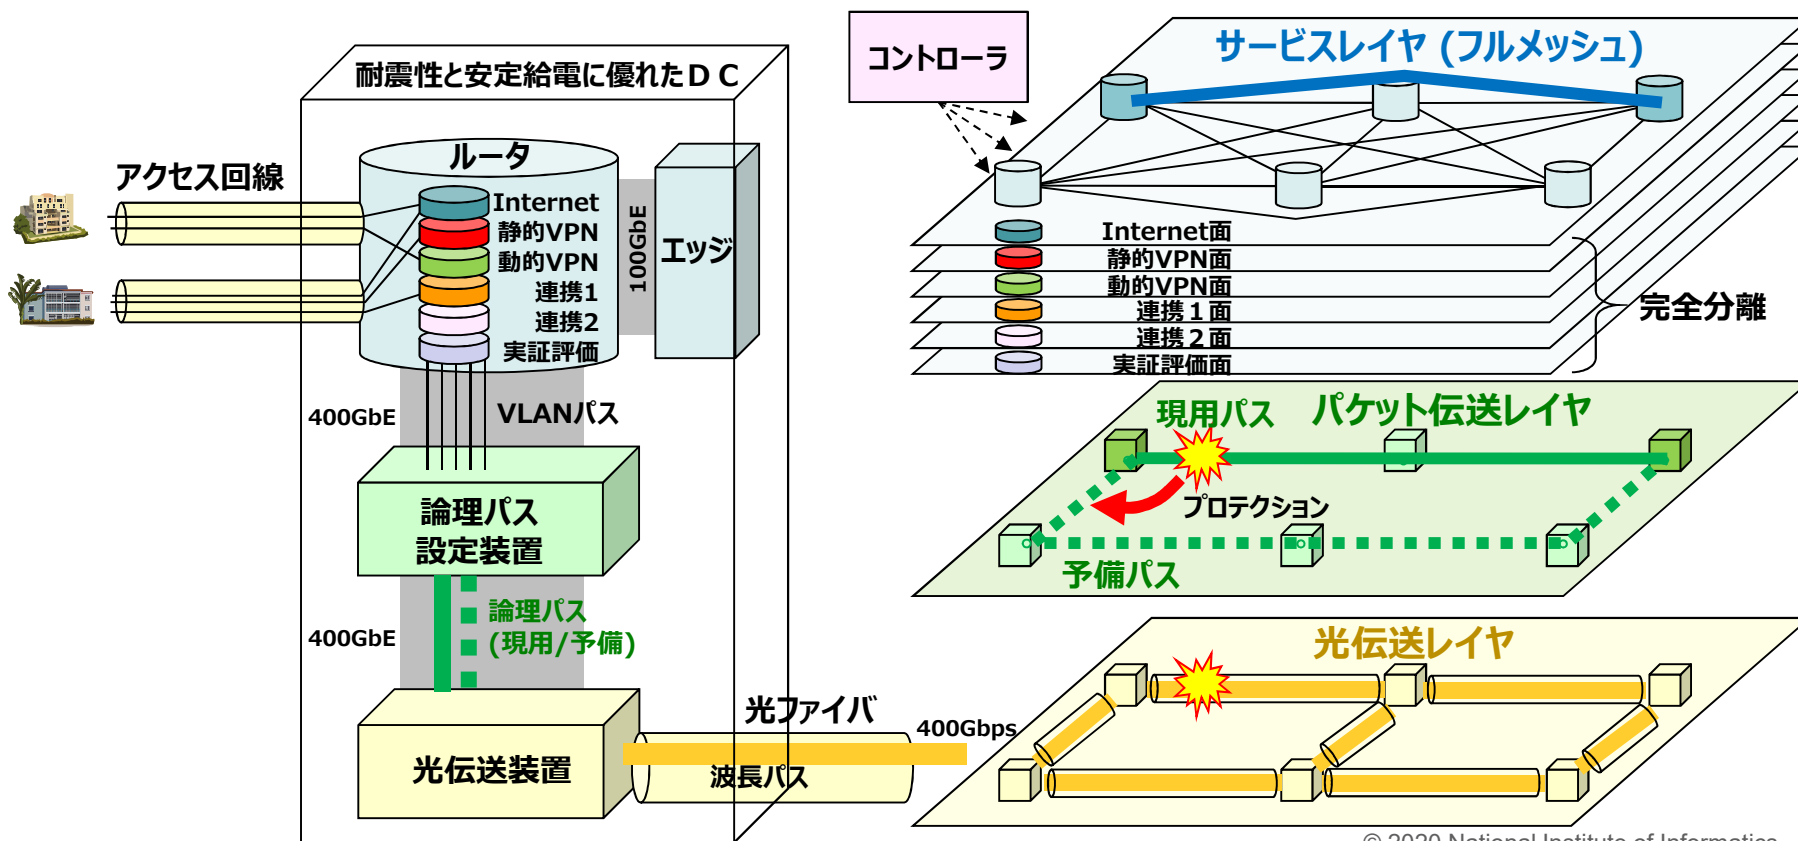 耐震性と安定給電に優れたＤＣ
アクセス回線
ルータ
Internet
静的VPN
動的VPN
連携1
連携2
実証評価
100GbE
エッジ
400GbE
VLANパス
論理パス
設定装置
400GbE
論理パス
(現用/予備)
光伝送装置
光ファイバ
波長パス
400Gbps
コントローラ
サービスレイヤ (フルメッシュ)
Internet面
静的VPN面
動的VPN面
連携１面
連携２面
実証評価面
完全分離
現用パス
パケット伝送レイヤ
プロテクション
予備パス
光伝送レイヤ
© 2020 National Institute of Informatics